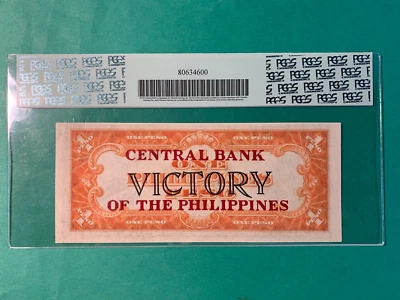 PCGS PCGS PCGS PCGS
80634600
ONE PESO ONE PESO
CENTRAL BANK
ONE
VICTORY
OF THE PHILIPPINES
ONE PESO ONE PESO